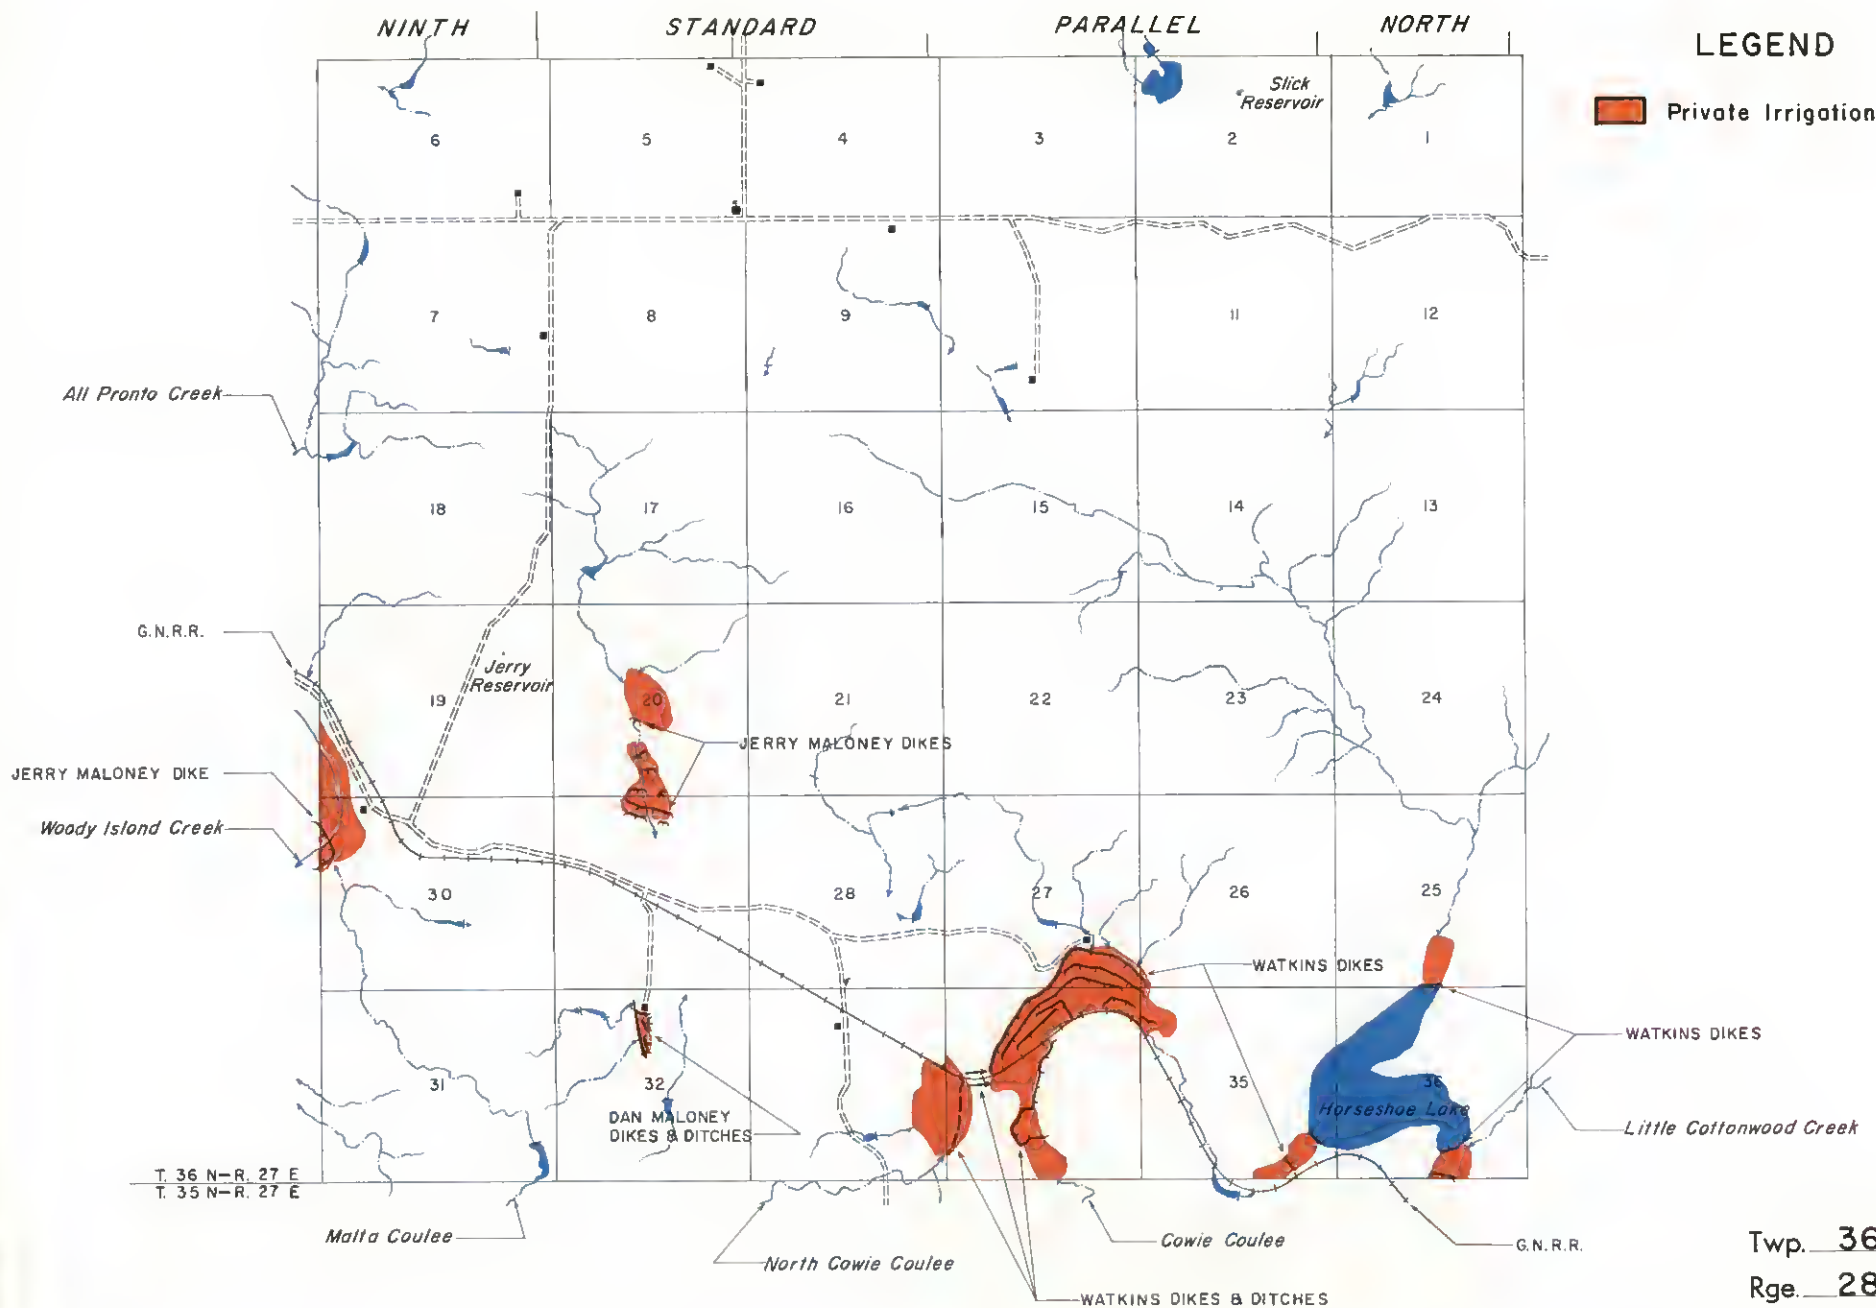 NINTH STANDARD PARALLEL NORTH
LEGEND
Private Irrigation
Slick
Reservoir
6 5 4 3 2 1
7 8 9 11 12
All Pronto Creek
18 17 16 15 14 13
G.N.R.R.
Jerry
Reservoir
19 20 21 22 23 24
JERRY MALONEY DIKES
JERRY MALONEY DIKE
Woody Island Creek
30 28 27 26 25
WATKINS DIKES
WATKINS DIKES
31 32 35 36
Horseshoe Lake
DAN MALONEY
DIKES & DITCHES
Little Cottonwood Creek
T. 36 N–R. 27 E
T. 35 N–R. 27 E
Malta Coulee
North Cowie Coulee
Cowie Coulee
G.N.R.R.
WATKINS DIKES & DITCHES
Twp. 36
Rge. 28